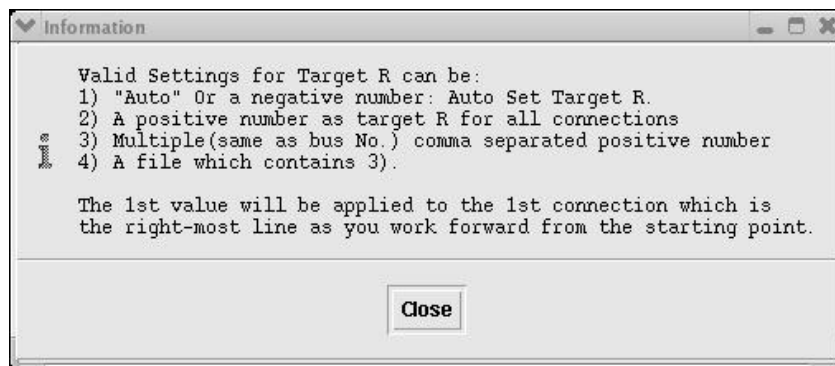 Information
Valid Settings for Target R can be:
1) "Auto" Or a negative number: Auto Set Target R.
2) A positive number as target R for all connections
3) Multiple(same as bus No.) comma separated positive number
4) A file which contains 3).
The 1st value will be applied to the 1st connection which is
the right-most line as you work forward from the starting point.
Close